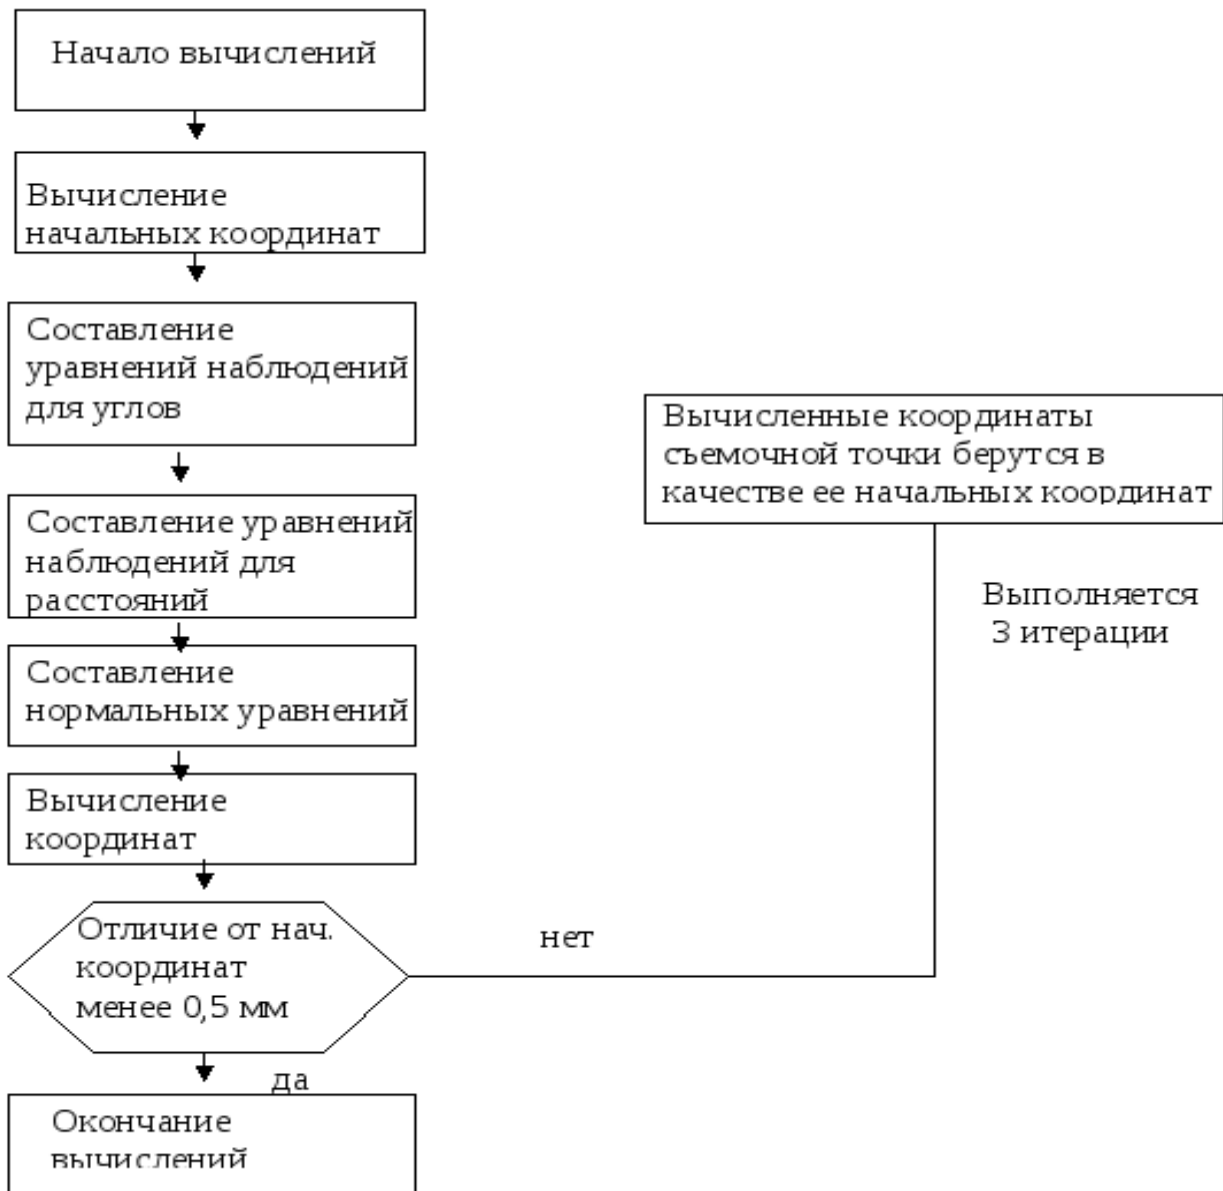 Начало вычислений
Вычисление
начальных координат
Составление
уравнений наблюдений
для углов
Составление уравнений
наблюдений для
расстояний
Составление
нормальных уравнений
Вычисление
координат
Отличие от нач.
координат
менее 0,5 мм
нет
да
Окончание
вычислений
Вычисленные координаты
съемочной точки берутся в
качестве ее начальных координат
Выполняется
3 итерации